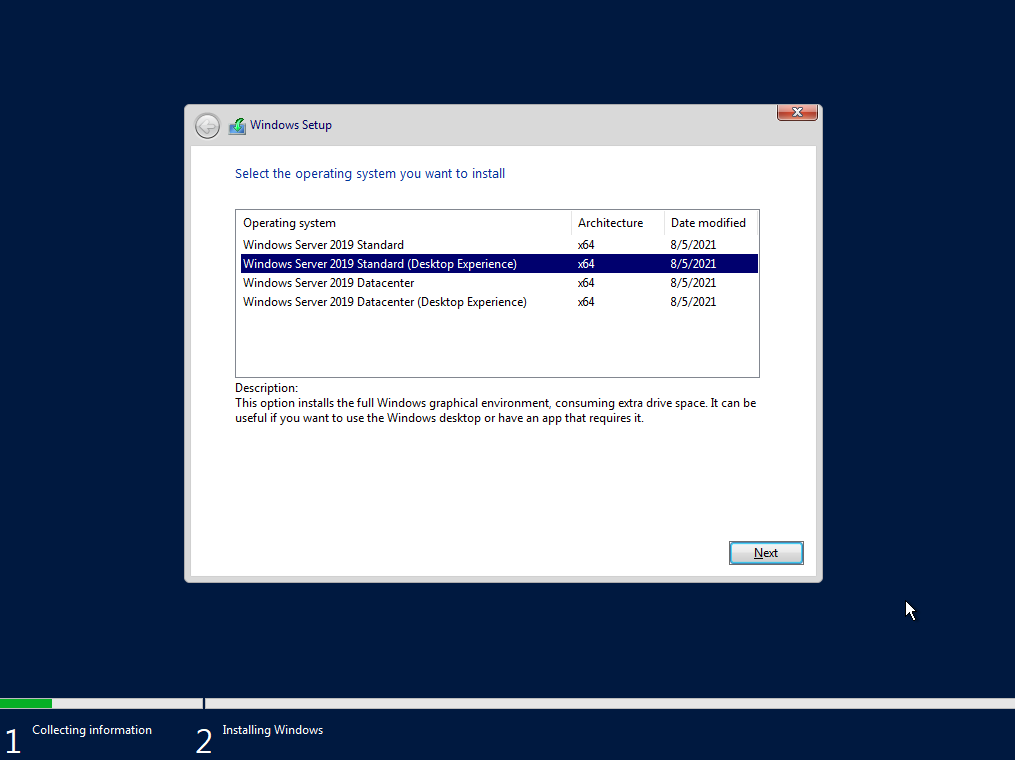 Windows Setup
Select the operating system you want to install
Operating system Architecture Date modified
Windows Server 2019 Standard x64 8/5/2021
Windows Server 2019 Standard (Desktop Experience) x64 8/5/2021
Windows Server 2019 Datacenter x64 8/5/2021
Windows Server 2019 Datacenter (Desktop Experience) x64 8/5/2021
Description:
This option installs the full Windows graphical environment, consuming extra drive space. It can be
useful if you want to use the Windows desktop or have an app that requires it.
Next
1 Collecting information 2 Installing Windows